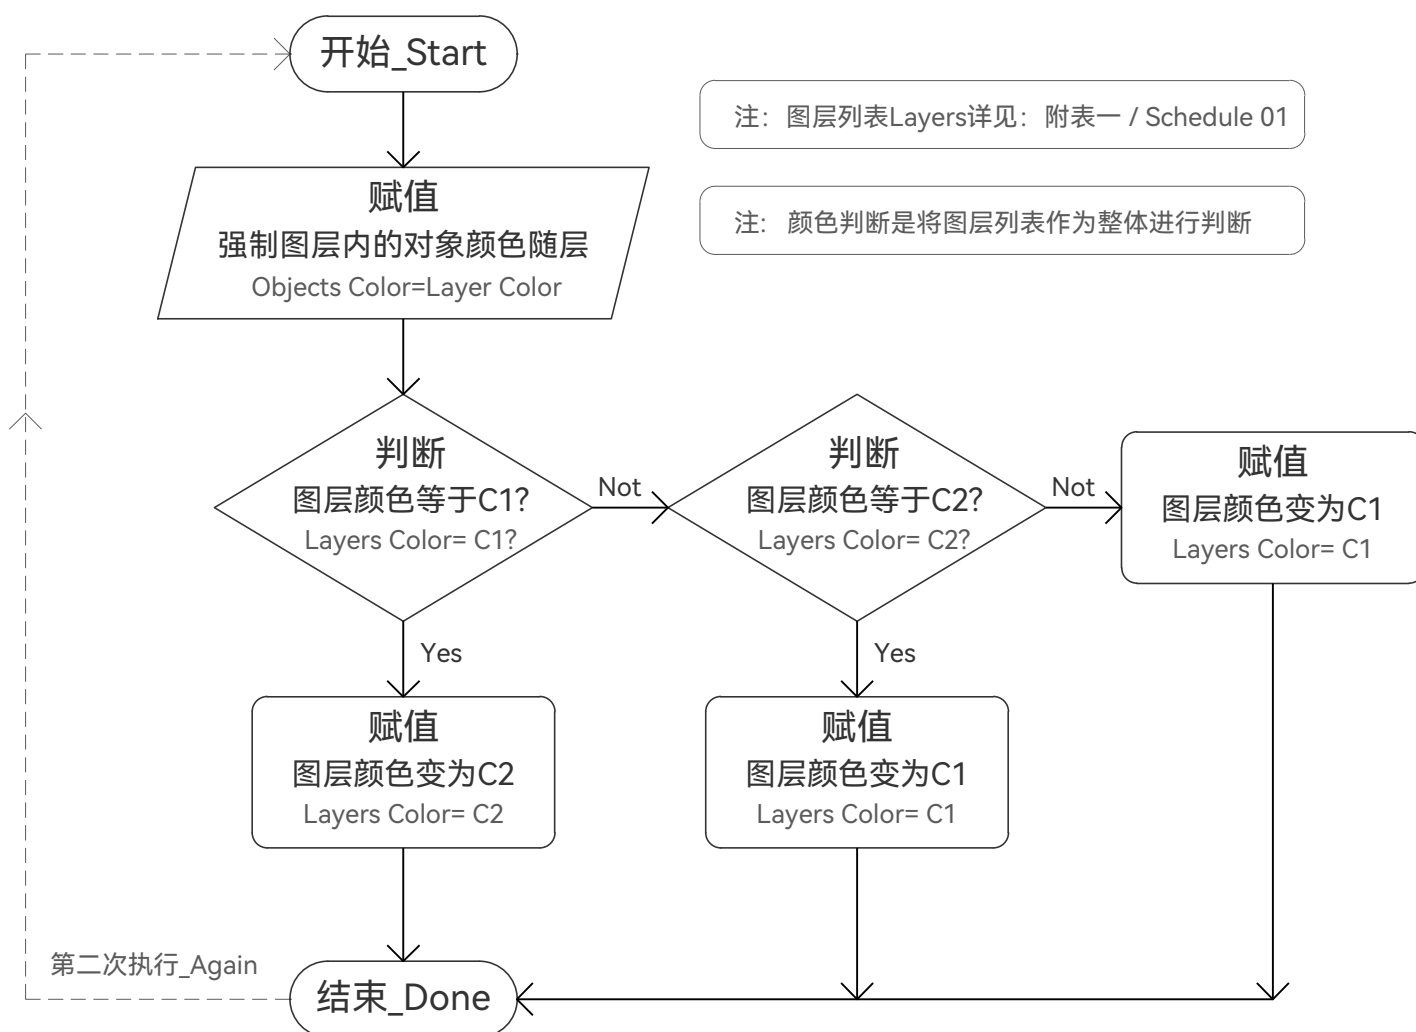 开始_Start
注：图层列表Layers详见：附表一 / Schedule 01
赋值
强制图层内的对象颜色随层
Objects Color=Layer Color
注： 颜色判断是将图层列表作为整体进行判断
判断
图层颜色等于C1?
Layers Color= C1?
Not
判断
图层颜色等于C2?
Layers Color= C2?
Not
赋值
图层颜色变为C1
Layers Color= C1
Yes
Yes
赋值
图层颜色变为C2
Layers Color= C2
赋值
图层颜色变为C1
Layers Color= C1
第二次执行_Again
结束_Done